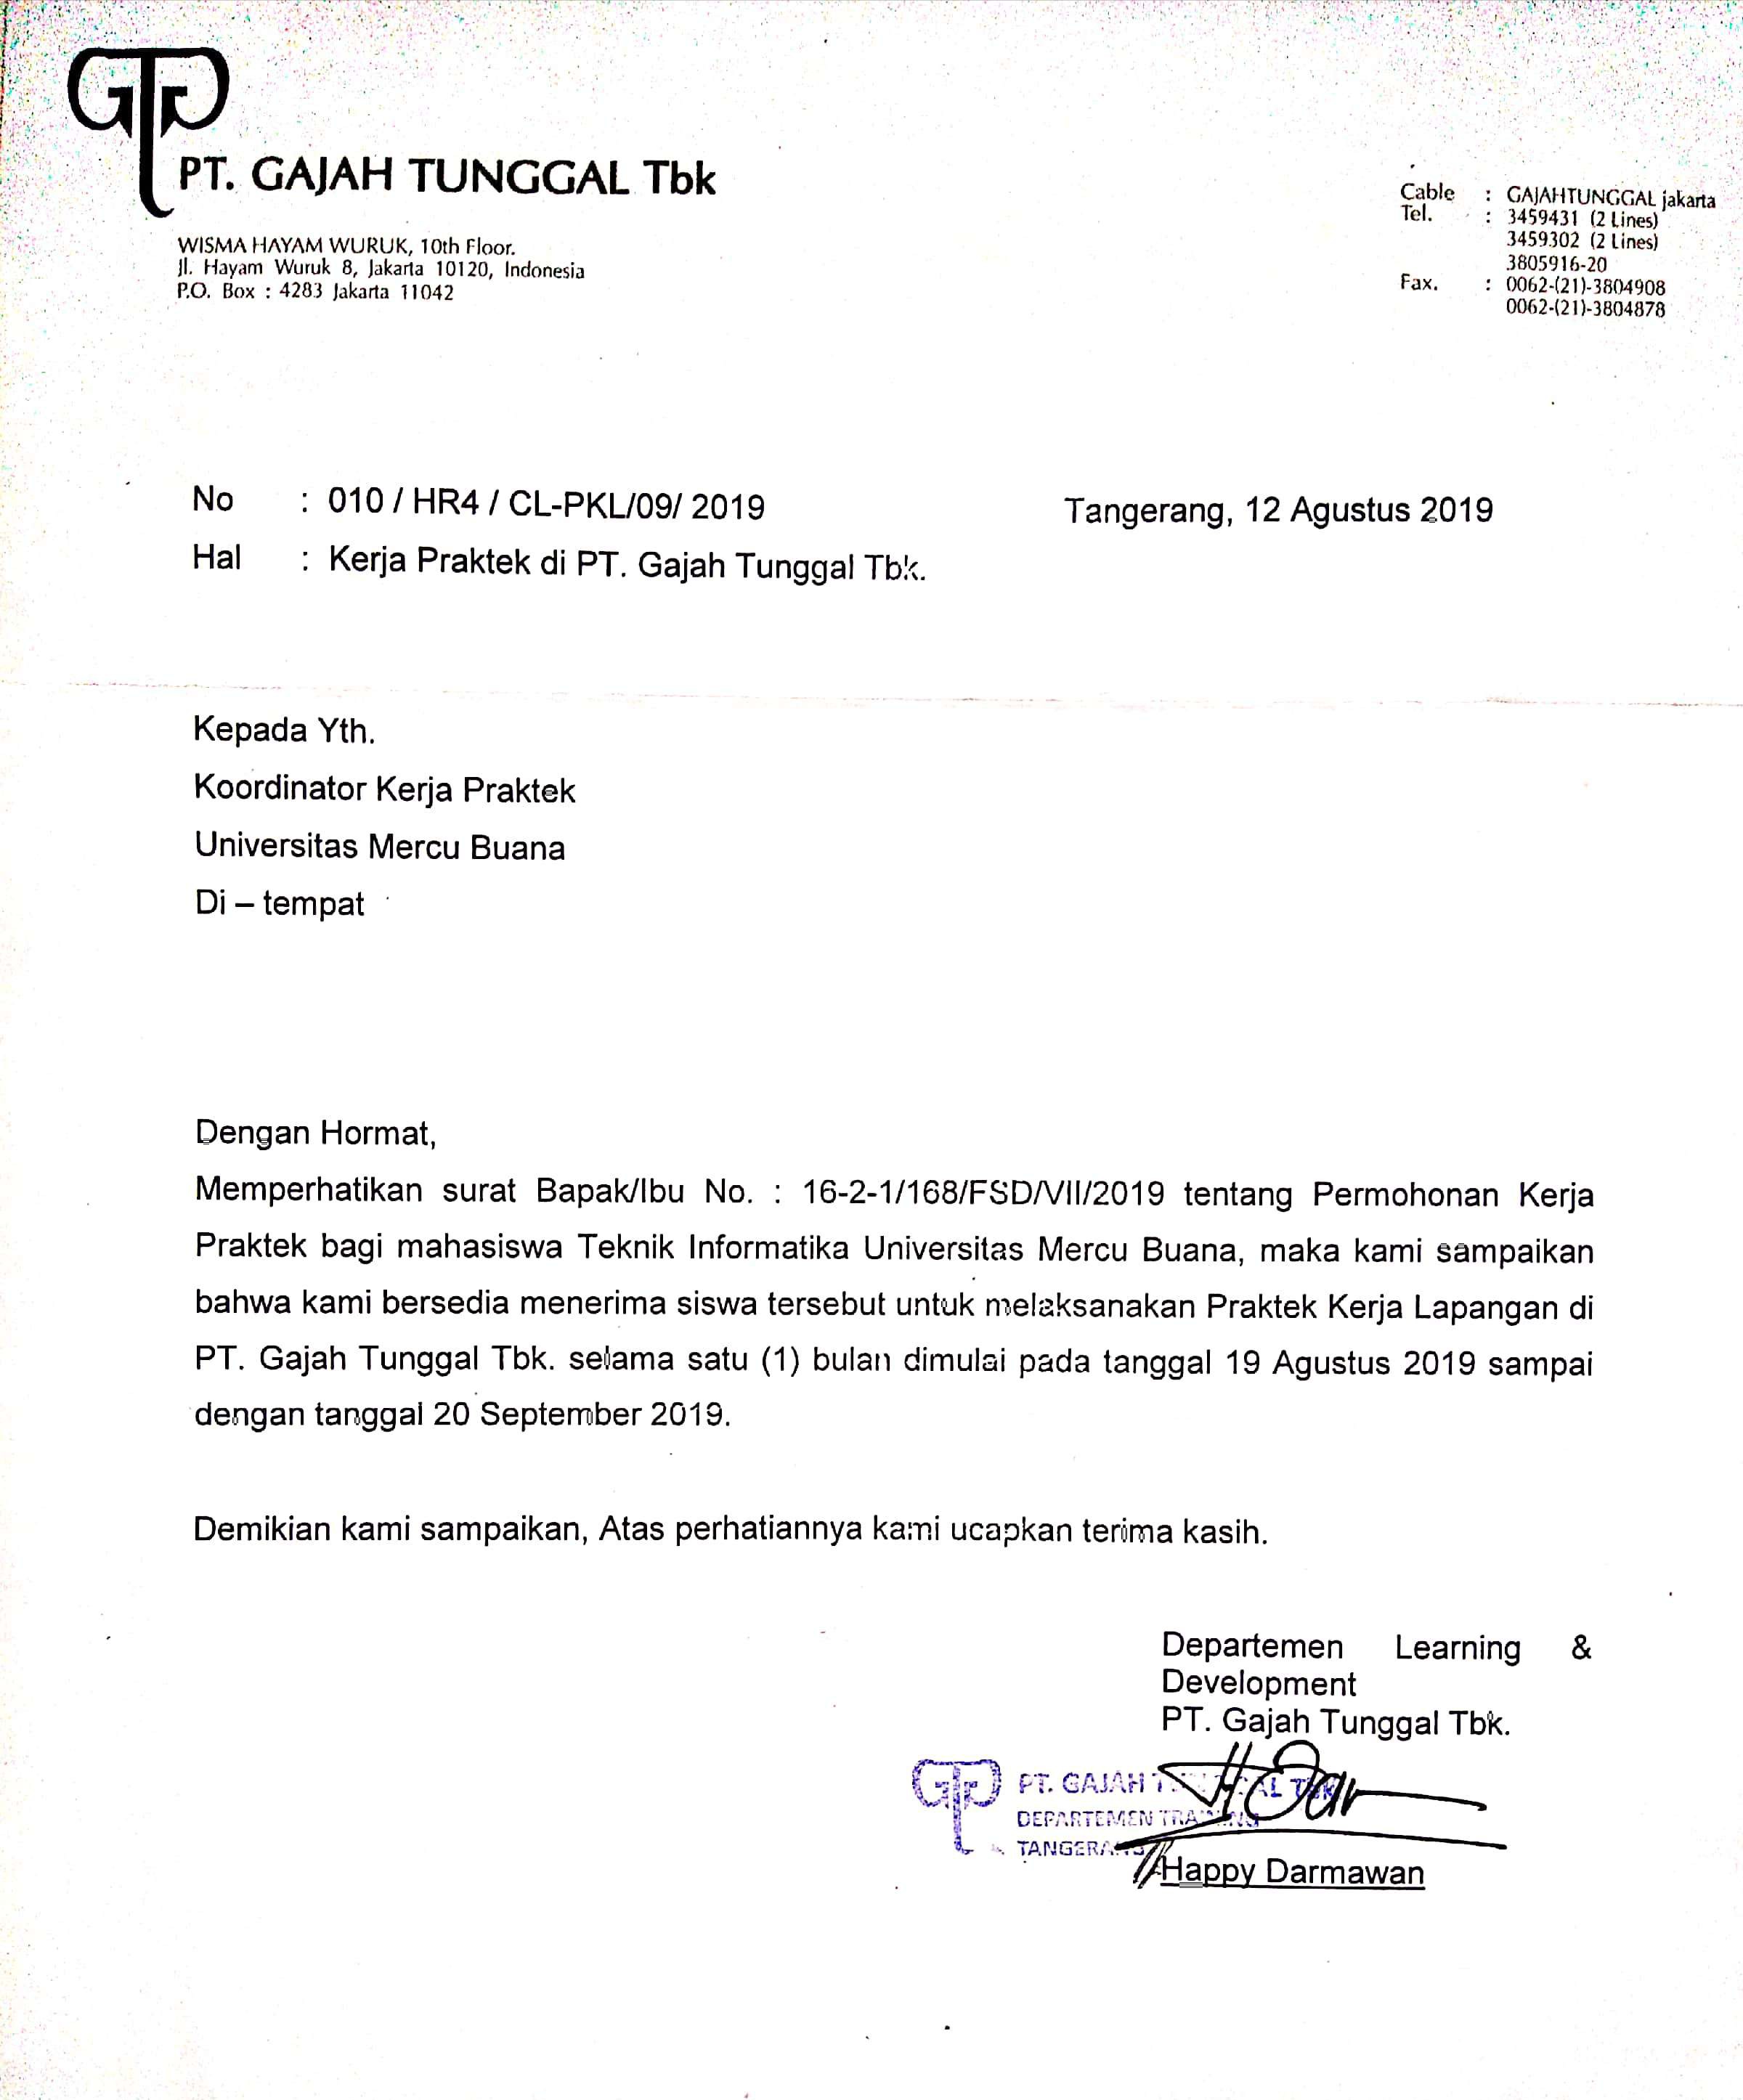 GT
PT. GAJAH TUNGGAL Tbk
WISMA HAYAM WURUK, 10th Floor.
Jl. Hayam Wuruk 8, Jakarta 10120, Indonesia
P.O. Box : 4283 Jakarta 11042
Cable : GAJAHTUNGGAL jakarta
Tel. : 3459431 (2 Lines)
3459302 (2 Lines)
3805916-20
Fax. : 0062-(21)-3804908
0062-(21)-3804878
No : 010 / HR4 / CL-PKL/09/ 2019 Tangerang, 12 Agustus 2019
Hal : Kerja Praktek di PT. Gajah Tunggal Tbk.
Kepada Yth.
Koordinator Kerja Praktek
Universitas Mercu Buana
Di – tempat
Dengan Hormat,
Memperhatikan surat Bapak/Ibu No. : 16-2-1/168/FSD/VII/2019 tentang Permohonan Kerja
Praktek bagi mahasiswa Teknik Informatika Universitas Mercu Buana, maka kami sampaikan
bahwa kami bersedia menerima siswa tersebut untuk melaksanakan Praktek Kerja Lapangan di
PT. Gajah Tunggal Tbk. selama satu (1) bulan dimulai pada tanggal 19 Agustus 2019 sampai
dengan tanggal 20 September 2019.
Demikian kami sampaikan, Atas perhatiannya kami ucapkan terima kasih.
Departemen Learning &
Development
PT. Gajah Tunggal Tbk.
PT. GAJAH TUNGGAL Tbk
DEPARTEMEN TRAINING
TANGERANG
Happy Darmawan